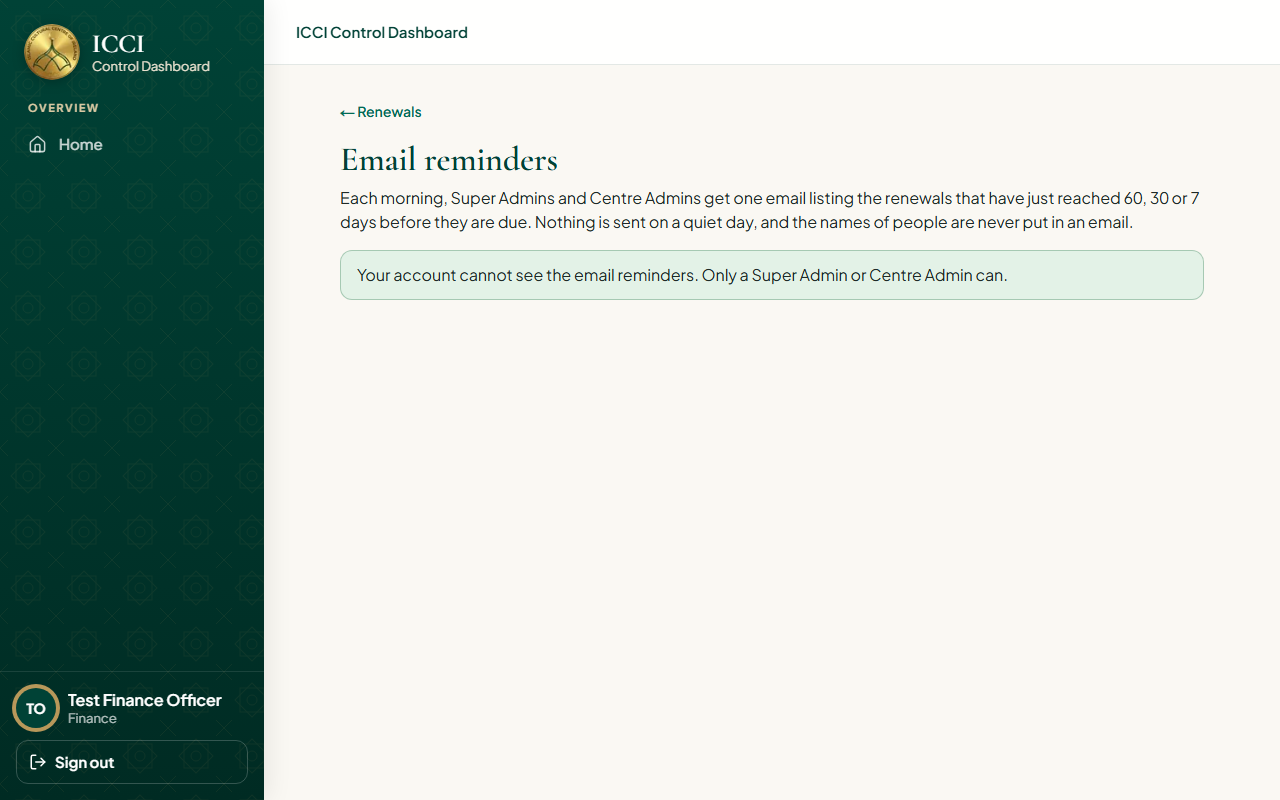 ICCI
Control Dashboard
OVERVIEW
Home
Test Finance Officer
TO
Finance
Sign out
ICCI Control Dashboard
← Renewals
Email reminders
Each morning, Super Admins and Centre Admins get one email listing the renewals that have just reached 60, 30 or 7
days before they are due. Nothing is sent on a quiet day, and the names of people are never put in an email.
Your account cannot see the email reminders. Only a Super Admin or Centre Admin can.